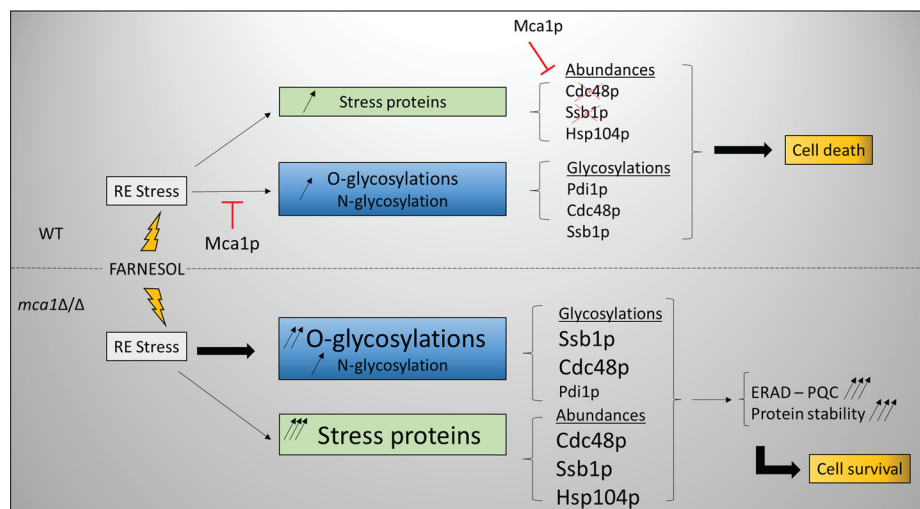 Mca1p
Abundances
Cdc48p
Ssb1p
Hsp104p
Stress proteins
Cell death
Glycosylations
Pdi1p
Cdc48p
Ssb1p
O-glycosylations
N-glycosylation
RE Stress
Mca1p
WT
FARNESOL
mca1Δ/Δ
RE Stress
O-glycosylations
N-glycosylation
Glycosylations
Ssb1p
Cdc48p
Pdi1p
Stress proteins
Abundances
Cdc48p
Ssb1p
Hsp104p
ERAD – PQC
Protein stability
Cell survival